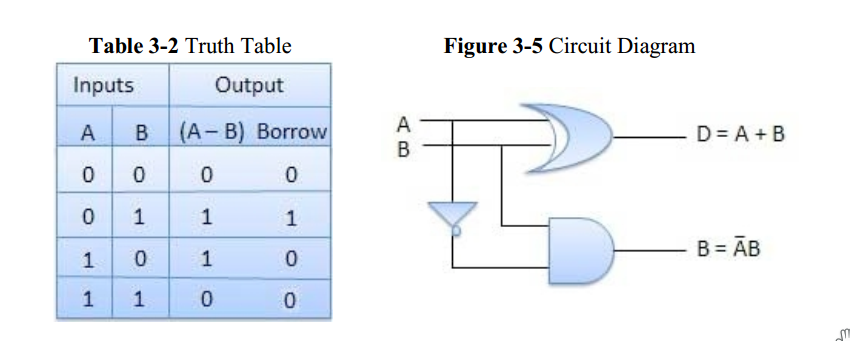 Table 3-2 Truth Table
Inputs Output
A B (A – B) Borrow
0 0 0 0
0 1 1 1
1 0 1 0
1 1 0 0
Figure 3-5 Circuit Diagram
A
B
D = A + B
B = ĀB